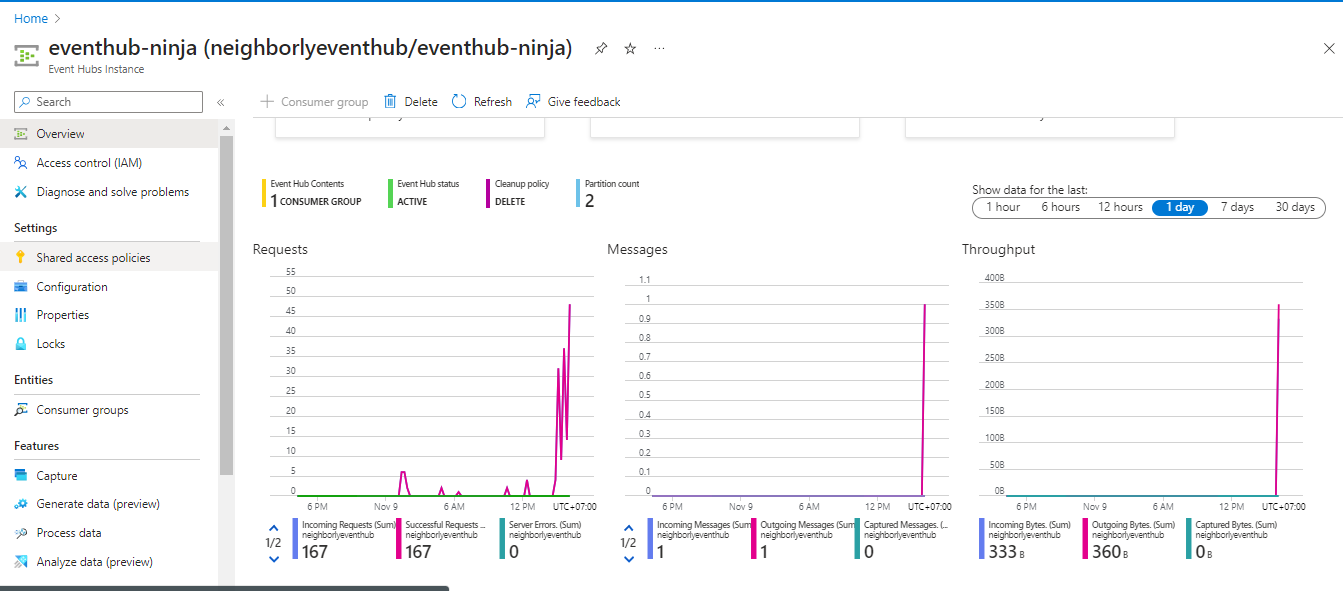 Home >
eventhub-ninja (neighborlyeventhub/eventhub-ninja)
Event Hubs Instance
Search
«
Consumer group
Delete
Refresh
Give feedback
Overview
Access control (IAM)
Diagnose and solve problems
Settings
Shared access policies
Configuration
Properties
Locks
Entities
Consumer groups
Features
Capture
Generate data (preview)
Process data
Analyze data (preview)
Event Hub Contents
1 CONSUMER GROUP
Event Hub status
ACTIVE
Cleanup policy
DELETE
Partition count
2
Show data for the last:
1 hour 6 hours 12 hours 1 day 7 days 30 days
Requests
55
50
45
40
35
30
25
20
15
10
5
0
6 PM Nov 9 6 AM 12 PM UTC+07:00
1/2
Incoming Requests (Sum)
neighborlyeventhub
167
Successful Requests ...
neighborlyeventhub
167
Server Errors. (Sum)
neighborlyeventhub
0
Messages
1.1
1
0.9
0.8
0.7
0.6
0.5
0.4
0.3
0.2
0.1
0
6 PM Nov 9 6 AM 12 PM UTC+07:00
1/2
Incoming Messages (Sum)
neighborlyeventhub
1
Outgoing Messages (Sum)
neighborlyeventhub
1
Captured Messages. (...
neighborlyeventhub
0
Throughput
400B
350B
300B
250B
200B
150B
100B
50B
0B
6 PM Nov 9 6 AM 12 PM UTC+07:00
Incoming Bytes. (Sum)
neighborlyeventhub
333 B
Outgoing Bytes. (Sum)
neighborlyeventhub
360 B
Captured Bytes. (Sum)
neighborlyeventhub
0 B